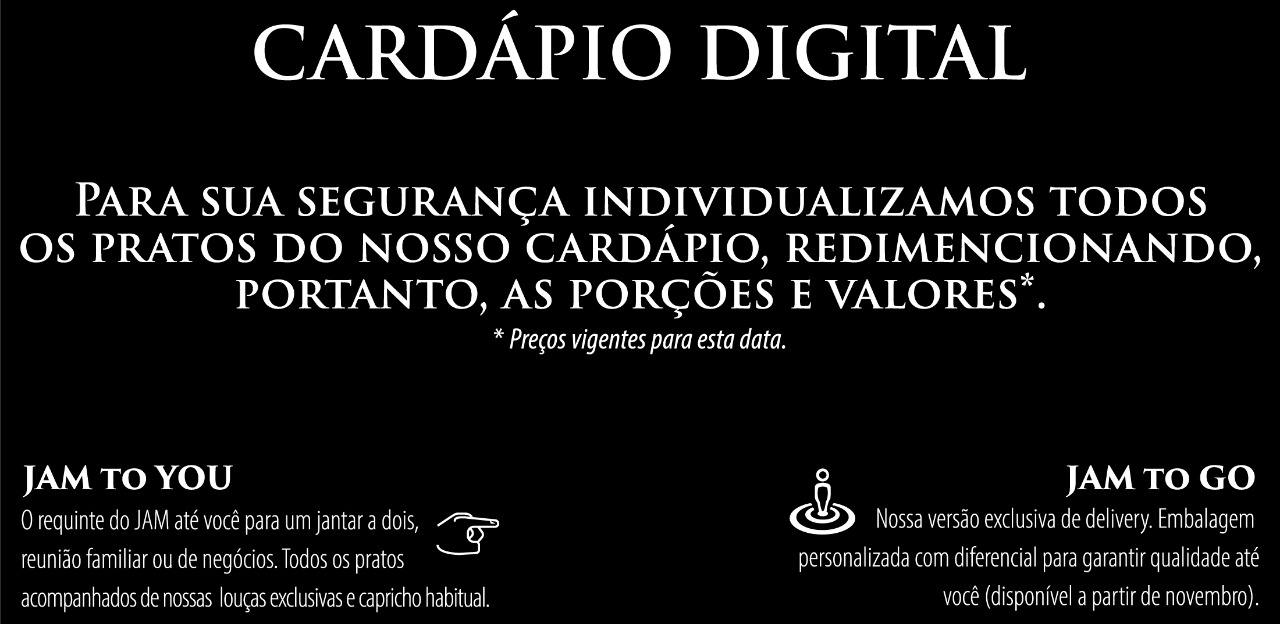 CARDÁPIO DIGITAL
PARA SUA SEGURANÇA INDIVIDUALIZAMOS TODOS
OS PRATOS DO NOSSO CARDÁPIO, REDIMENCIONANDO,
PORTANTO, AS PORÇÕES E VALORES*.
* Preços vigentes para esta data.
JAM TO YOU
O requinte do JAM até você para um jantar a dois,
reunião familiar ou de negócios. Todos os pratos
acompanhados de nossas louças exclusivas e capricho habitual.
JAM TO GO
Nossa versão exclusiva de delivery. Embalagem
personalizada com diferencial para garantir qualidade até
você (disponível a partir de novembro).